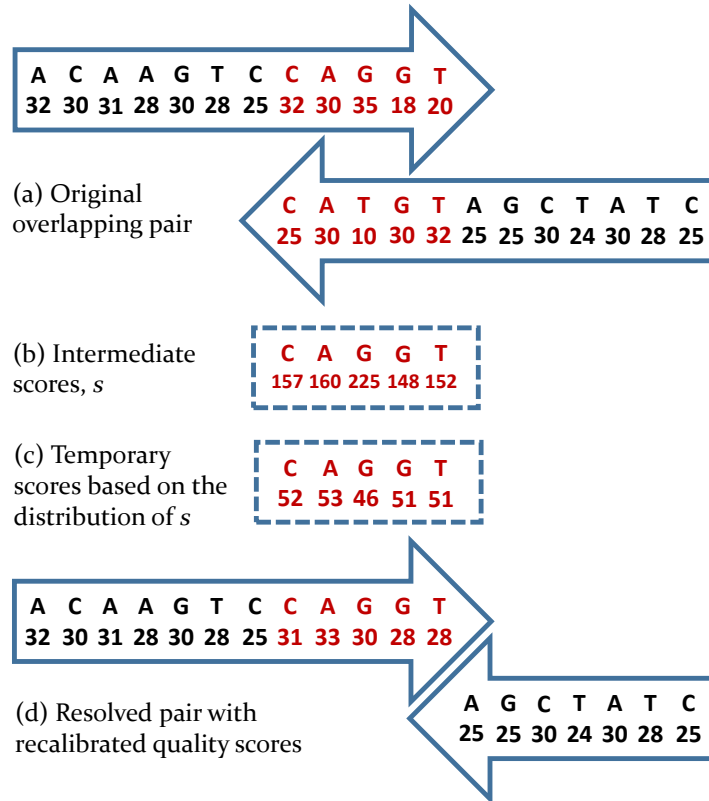 A C A A G T C C A G G T
32 30 31 28 30 28 25 32 30 35 18 20
(a) Original
overlapping pair
C A T G T A G C T A T C
25 30 10 30 32 25 25 30 24 30 28 25
(b) Intermediate
scores, s
C A G G T
157 160 225 148 152
(c) Temporary
scores based on the
distribution of s
C A G G T
52 53 46 51 51
A C A A G T C C A G G T
32 30 31 28 30 28 25 31 33 30 28 28
(d) Resolved pair with
recalibrated quality scores
A G C T A T C
25 25 30 24 30 28 25